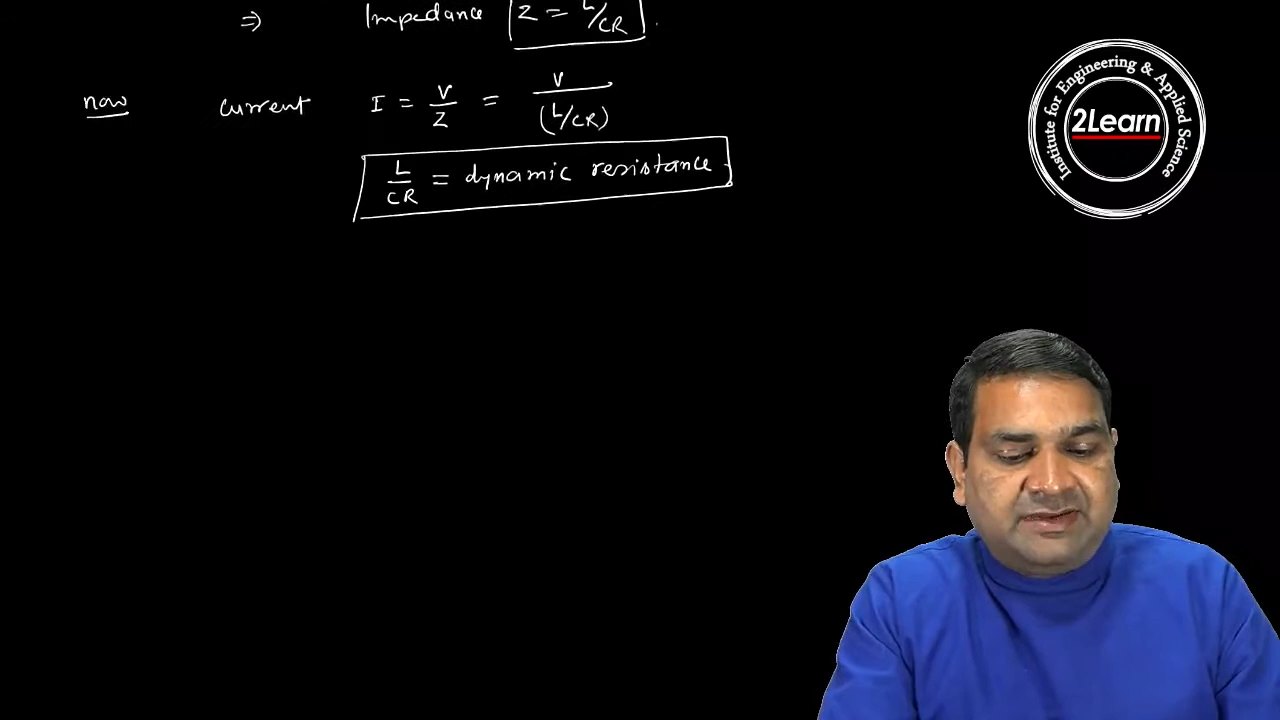 ⇒ Impedance Z = L/CR .
now current I = V/Z = V/(L/CR)
L/CR = dynamic resistance
Institute for Engineering & Applied Science
2Learn